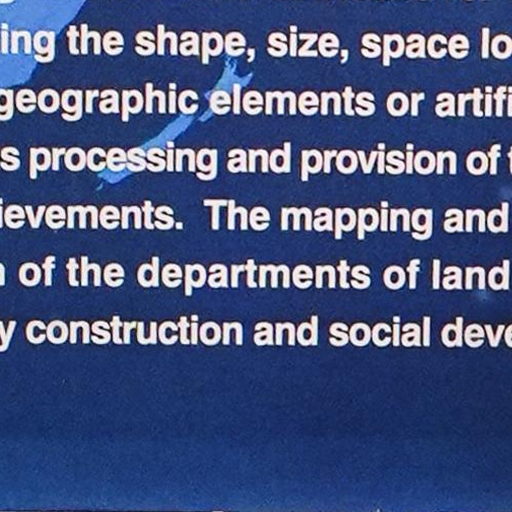 ing the shape, size, space lo
geographic elements or artifi
s processing and provision of t
ievements. The mapping and
n of the departments of land
y construction and social deve